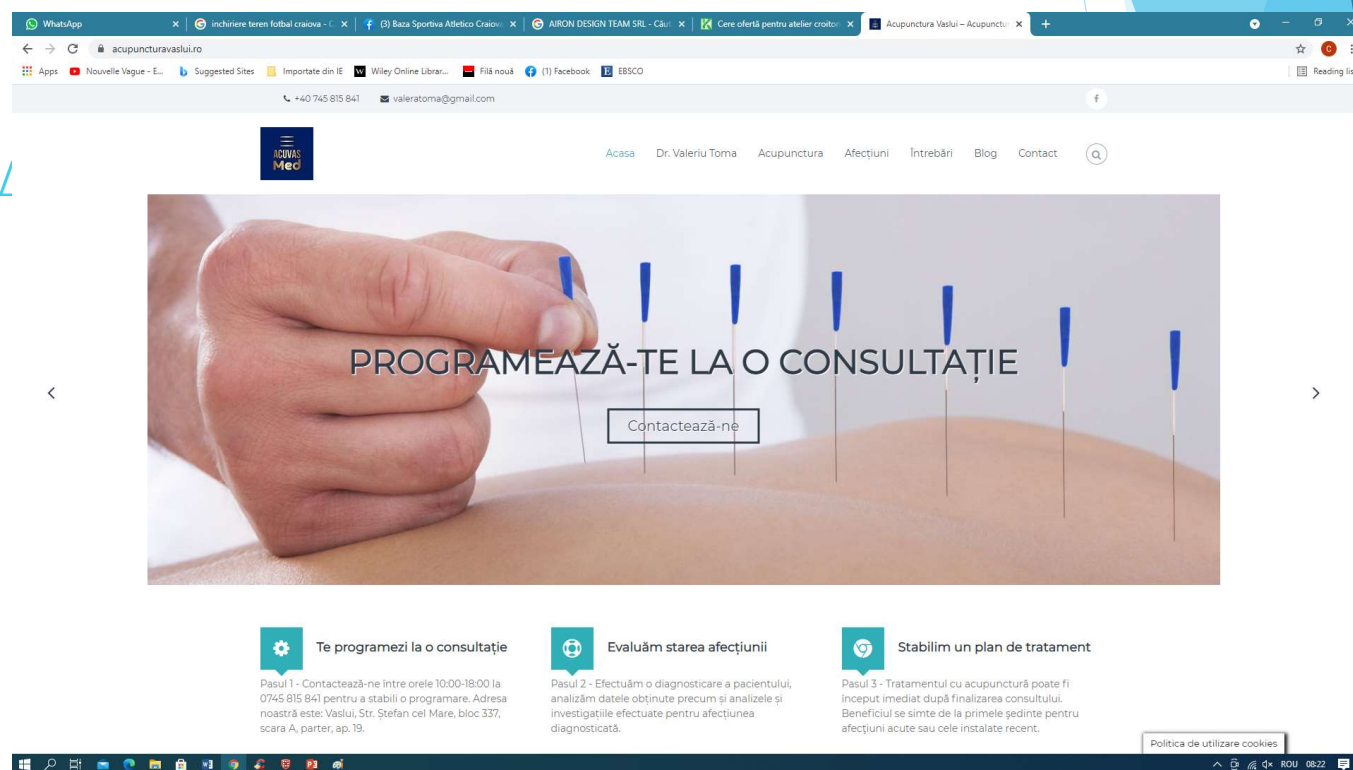 WhatsApp
inchiriere teren fotbal craiova - C
(3) Baza Sportiva Atletico Craiova
AIRON DESIGN TEAM SRL - Căut
Cere ofertă pentru atelier croitori
Acupunctura Vaslui – Acupunctur
acupuncturavaslui.ro
Apps
Nouvelle Vague - E...
Suggested Sites
Importate din IE
Wiley Online Librar...
Filă nouă
(1) Facebook
EBSCO
Reading lis
+40 745 815 841
valeratoma@gmail.com
ACUVAS
Med
Acasa
Dr. Valeriu Toma
Acupunctura
Afecțiuni
Întrebări
Blog
Contact
PROGRAMEAZĂ-TE LA O CONSULTAȚIE
Contactează-ne
Te programezi la o consultație
Pasul 1 - Contactează-ne între orele 10:00-18:00 la
0745 815 841 pentru a stabili o programare. Adresa
noastră este: Vaslui, Str. Ștefan cel Mare, bloc 337,
scara A, parter, ap. 19.
Evaluăm starea afecțiunii
Pasul 2 - Efectuăm o diagnosticare a pacientului,
analizăm datele obținute precum și analizele și
investigațiile efectuate pentru afecțiunea
diagnosticată.
Stabilim un plan de tratament
Pasul 3 - Tratamentul cu acupunctură poate fi
început imediat după finalizarea consultului.
Beneficiul se simte de la primele ședințe pentru
afecțiuni acute sau cele instalate recent.
Politica de utilizare cookies
ROU
08:22